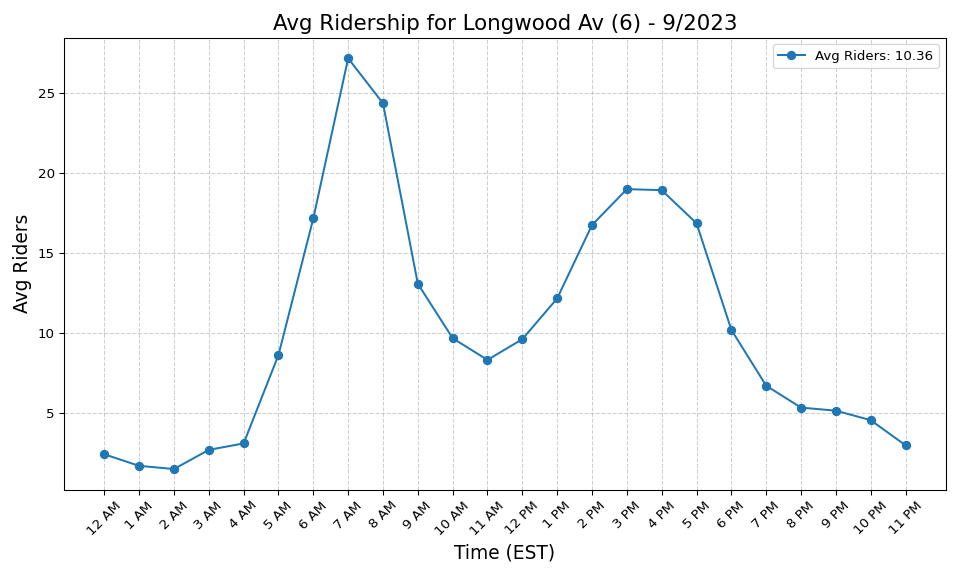 Avg Ridership for Longwood Av (6) - 9/2023
Avg Riders: 10.36
Avg Riders
25
20
15
10
5
12 AM
1 AM
2 AM
3 AM
4 AM
5 AM
6 AM
7 AM
8 AM
9 AM
10 AM
11 AM
12 PM
1 PM
2 PM
3 PM
4 PM
5 PM
6 PM
7 PM
8 PM
9 PM
10 PM
11 PM
Time (EST)